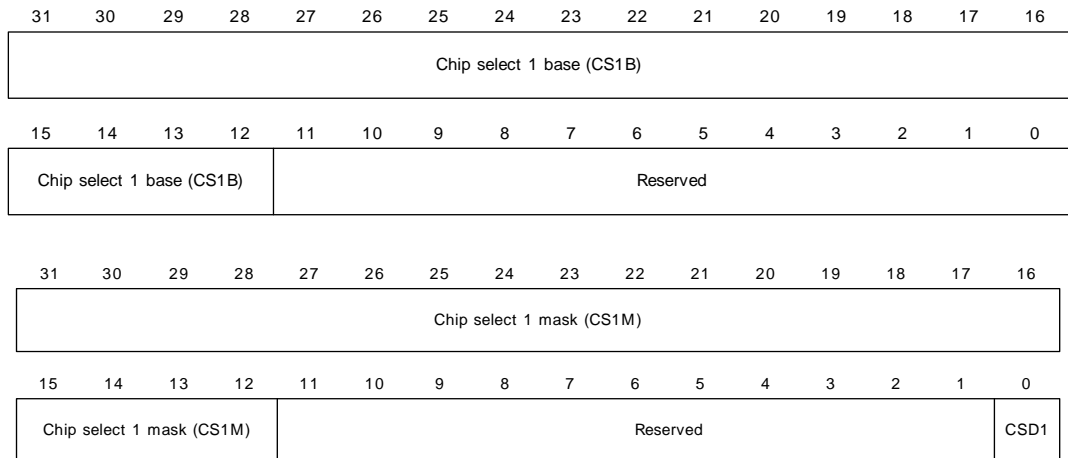 31 30 29 28 27 26 25 24 23 22 21 20 19 18 17 16
Chip select 1 base (CS1B)
15 14 13 12 11 10 9 8 7 6 5 4 3 2 1 0
Chip select 1 base (CS1B) Reserved
31 30 29 28 27 26 25 24 23 22 21 20 19 18 17 16
Chip select 1 mask (CS1M)
15 14 13 12 11 10 9 8 7 6 5 4 3 2 1 0
Chip select 1 mask (CS1M) Reserved CSD1